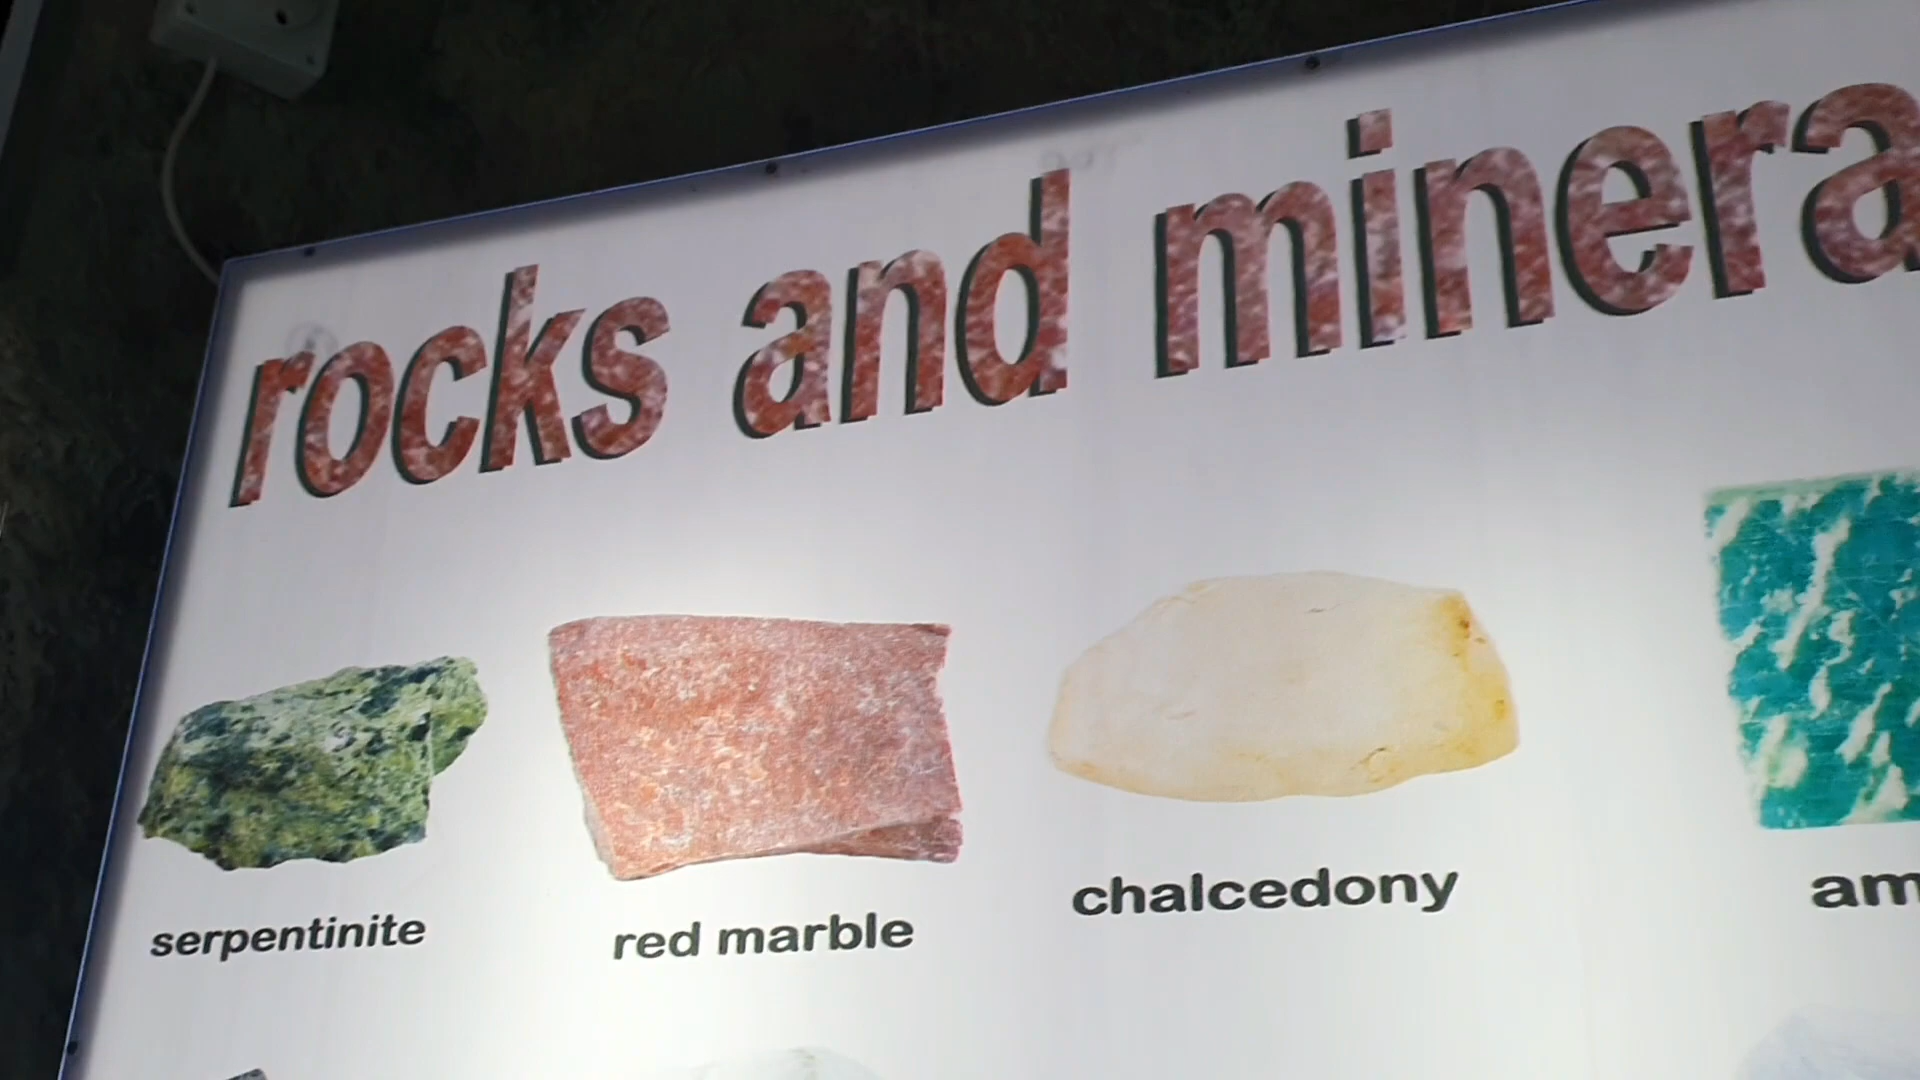 rocks and minera
serpentinite
red marble
chalcedony
am